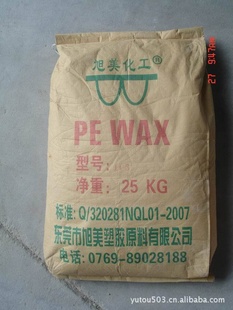 旭美化工®
PE WAX
型号:
净重: 25 KG
标准: Q/320281NQL01-2007
东莞市旭美塑胶原料有限公司
电话: 0769-89028188
yutou503.cn.alibaba.com